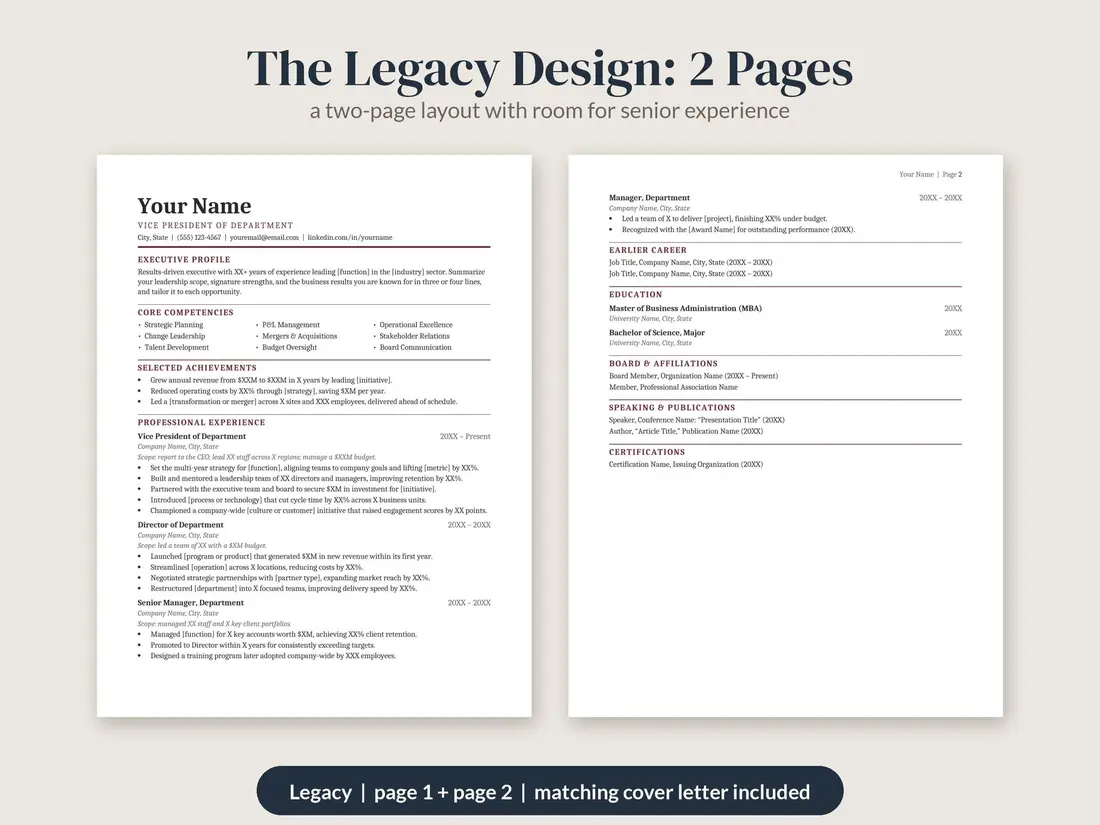 The Legacy Design: 2 Pages
a two-page layout with room for senior experience
Your Name
VICE PRESIDENT OF DEPARTMENT
City, State | (555) 123-4567 | youremail@email.com | linkedin.com/in/yourname
EXECUTIVE PROFILE
Results-driven executive with XX+ years of experience leading [function] in the [industry] sector. Summarize
your leadership scope, signature strengths, and the business results you are known for in three or four lines,
and tailor it to each opportunity.
CORE COMPETENCIES
• Strategic Planning • P&L Management • Operational Excellence
• Change Leadership • Mergers & Acquisitions • Stakeholder Relations
• Talent Development • Budget Oversight • Board Communication
SELECTED ACHIEVEMENTS
• Grew annual revenue from $XXM to $XXXM in X years by leading [initiative].
• Reduced operating costs by XX% through [strategy], saving $XM per year.
• Led a [transformation or merger] across X sites and XXX employees, delivered ahead of schedule.
PROFESSIONAL EXPERIENCE
Vice President of Department 20XX – Present
Company Name, City, State
Scope: report to the CEO; lead XX staff across X regions; manage a $XXM budget.
• Set the multi-year strategy for [function], aligning teams to company goals and lifting [metric] by XX%.
• Built and mentored a leadership team of XX directors and managers, improving retention by XX%.
• Partnered with the executive team and board to secure $XM in investment for [initiative].
• Introduced [process or technology] that cut cycle time by XX% across X business units.
• Championed a company-wide [culture or customer] initiative that raised engagement scores by XX points.
Director of Department 20XX – 20XX
Company Name, City, State
Scope: led a team of XX with a $XM budget.
• Launched [program or product] that generated $XM in new revenue within its first year.
• Streamlined [operation] across X locations, reducing costs by XX%.
• Negotiated strategic partnerships with [partner type], expanding market reach by XX%.
• Restructured [department] into X focused teams, improving delivery speed by XX%.
Senior Manager, Department 20XX – 20XX
Company Name, City, State
Scope: managed XX staff and X key client portfolios.
• Managed [function] for X key accounts worth $XM, achieving XX% client retention.
• Promoted to Director within X years for consistently exceeding targets.
• Designed a training program later adopted company-wide by XXX employees.
Your Name | Page 2
Manager, Department 20XX – 20XX
Company Name, City, State
• Led a team of X to deliver [project], finishing XX% under budget.
• Recognized with the [Award Name] for outstanding performance (20XX).
EARLIER CAREER
Job Title, Company Name, City, State (20XX – 20XX)
Job Title, Company Name, City, State (20XX – 20XX)
EDUCATION
Master of Business Administration (MBA) 20XX
University Name, City, State
Bachelor of Science, Major 20XX
University Name, City, State
BOARD & AFFILIATIONS
Board Member, Organization Name (20XX – Present)
Member, Professional Association Name
SPEAKING & PUBLICATIONS
Speaker, Conference Name: “Presentation Title” (20XX)
Author, “Article Title,” Publication Name (20XX)
CERTIFICATIONS
Certification Name, Issuing Organization (20XX)
Legacy | page 1 + page 2 | matching cover letter included